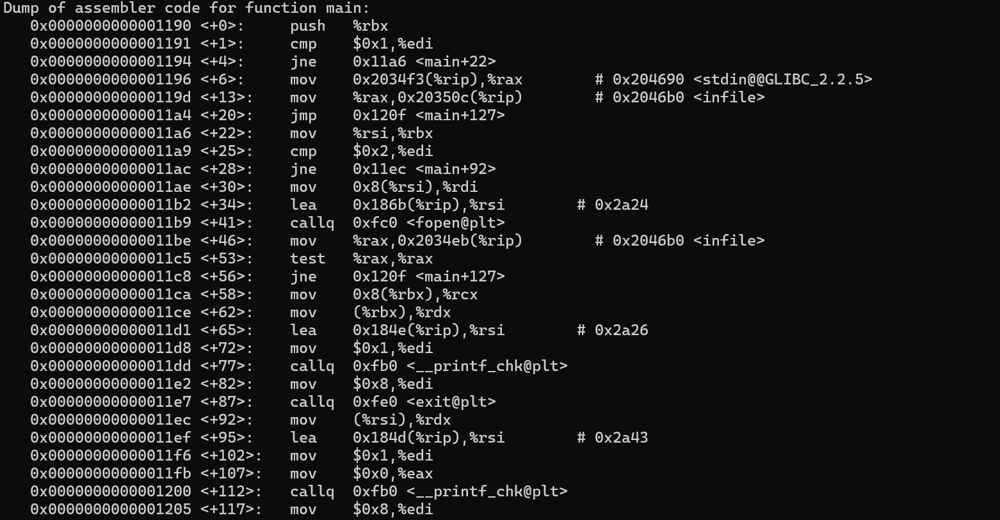 Dump of assembler code for function main:
   0x0000000000001190 <+0>:     push   %rbx
   0x0000000000001191 <+1>:     cmp    $0x1,%edi
   0x0000000000001194 <+4>:     jne    0x11a6 <main+22>
   0x0000000000001196 <+6>:     mov    0x2034f3(%rip),%rax        # 0x204690 <stdin@@GLIBC_2.2.5>
   0x000000000000119d <+13>:    mov    %rax,0x20350c(%rip)        # 0x2046b0 <infile>
   0x00000000000011a4 <+20>:    jmp    0x120f <main+127>
   0x00000000000011a6 <+22>:    mov    %rsi,%rbx
   0x00000000000011a9 <+25>:    cmp    $0x2,%edi
   0x00000000000011ac <+28>:    jne    0x11ec <main+92>
   0x00000000000011ae <+30>:    mov    0x8(%rsi),%rdi
   0x00000000000011b2 <+34>:    lea    0x186b(%rip),%rsi        # 0x2a24
   0x00000000000011b9 <+41>:    callq  0xfc0 <fopen@plt>
   0x00000000000011be <+46>:    mov    %rax,0x2034eb(%rip)        # 0x2046b0 <infile>
   0x00000000000011c5 <+53>:    test   %rax,%rax
   0x00000000000011c8 <+56>:    jne    0x120f <main+127>
   0x00000000000011ca <+58>:    mov    0x8(%rbx),%rcx
   0x00000000000011ce <+62>:    mov    (%rbx),%rdx
   0x00000000000011d1 <+65>:    lea    0x184e(%rip),%rsi        # 0x2a26
   0x00000000000011d8 <+72>:    mov    $0x1,%edi
   0x00000000000011dd <+77>:    callq  0xfb0 <__printf_chk@plt>
   0x00000000000011e2 <+82>:    mov    $0x8,%edi
   0x00000000000011e7 <+87>:    callq  0xfe0 <exit@plt>
   0x00000000000011ec <+92>:    mov    (%rsi),%rdx
   0x00000000000011ef <+95>:    lea    0x184d(%rip),%rsi        # 0x2a43
   0x00000000000011f6 <+102>:   mov    $0x1,%edi
   0x00000000000011fb <+107>:   mov    $0x0,%eax
   0x0000000000001200 <+112>:   callq  0xfb0 <__printf_chk@plt>
   0x0000000000001205 <+117>:   mov    $0x8,%edi